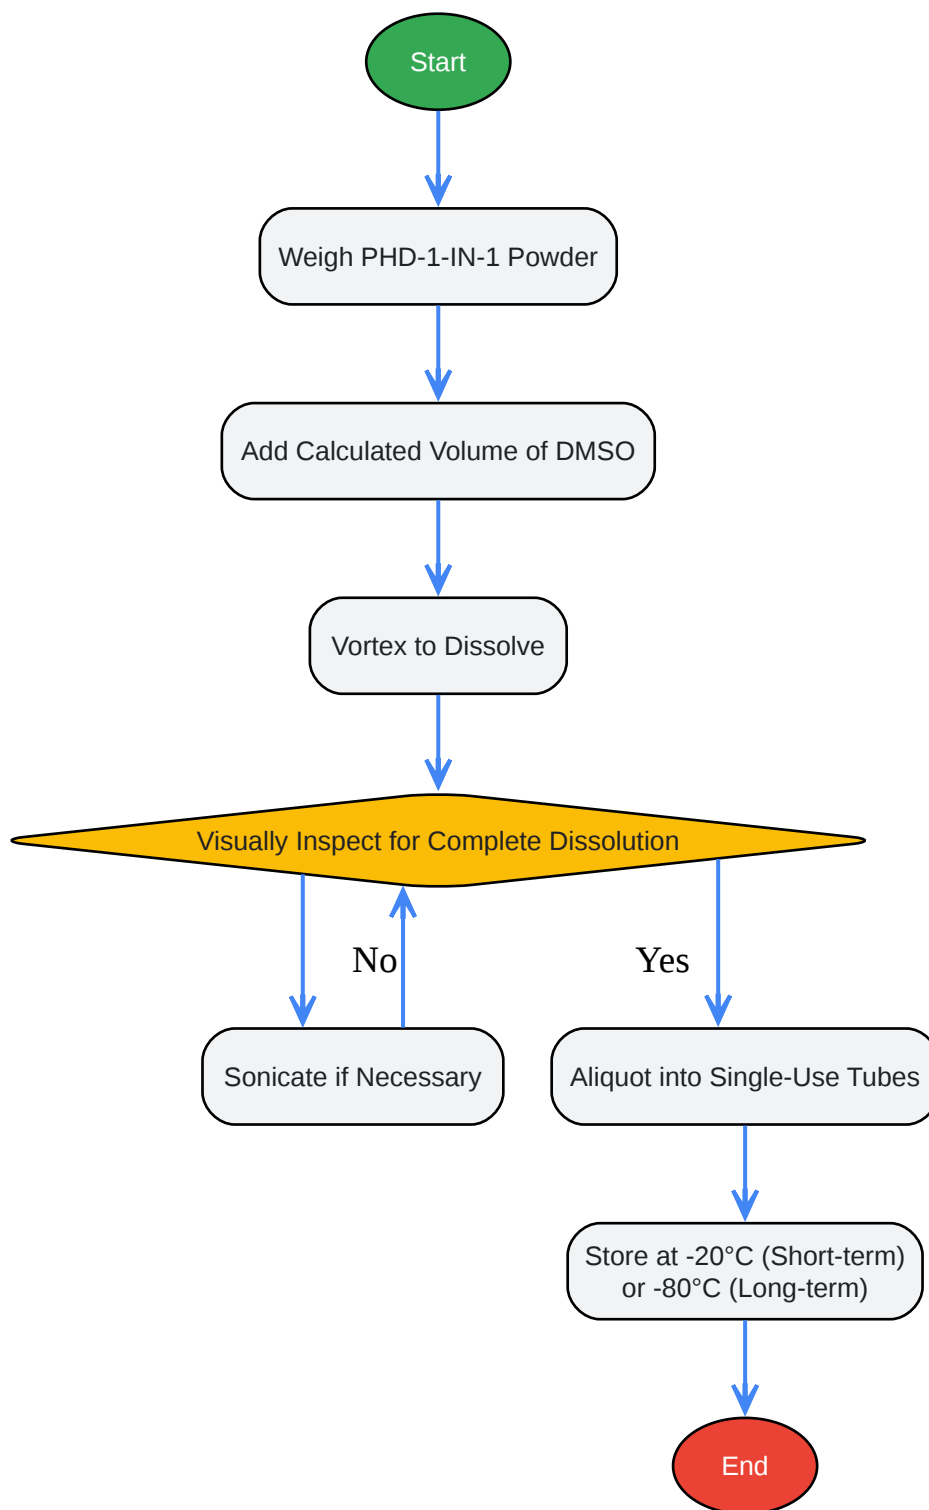 Start
Weigh PHD-1-IN-1 Powder
Add Calculated Volume of DMSO
Vortex to Dissolve
Visually Inspect for Complete Dissolution
No
Yes
Sonicate if Necessary
Aliquot into Single-Use Tubes
Store at -20°C (Short-term)
or -80°C (Long-term)
End